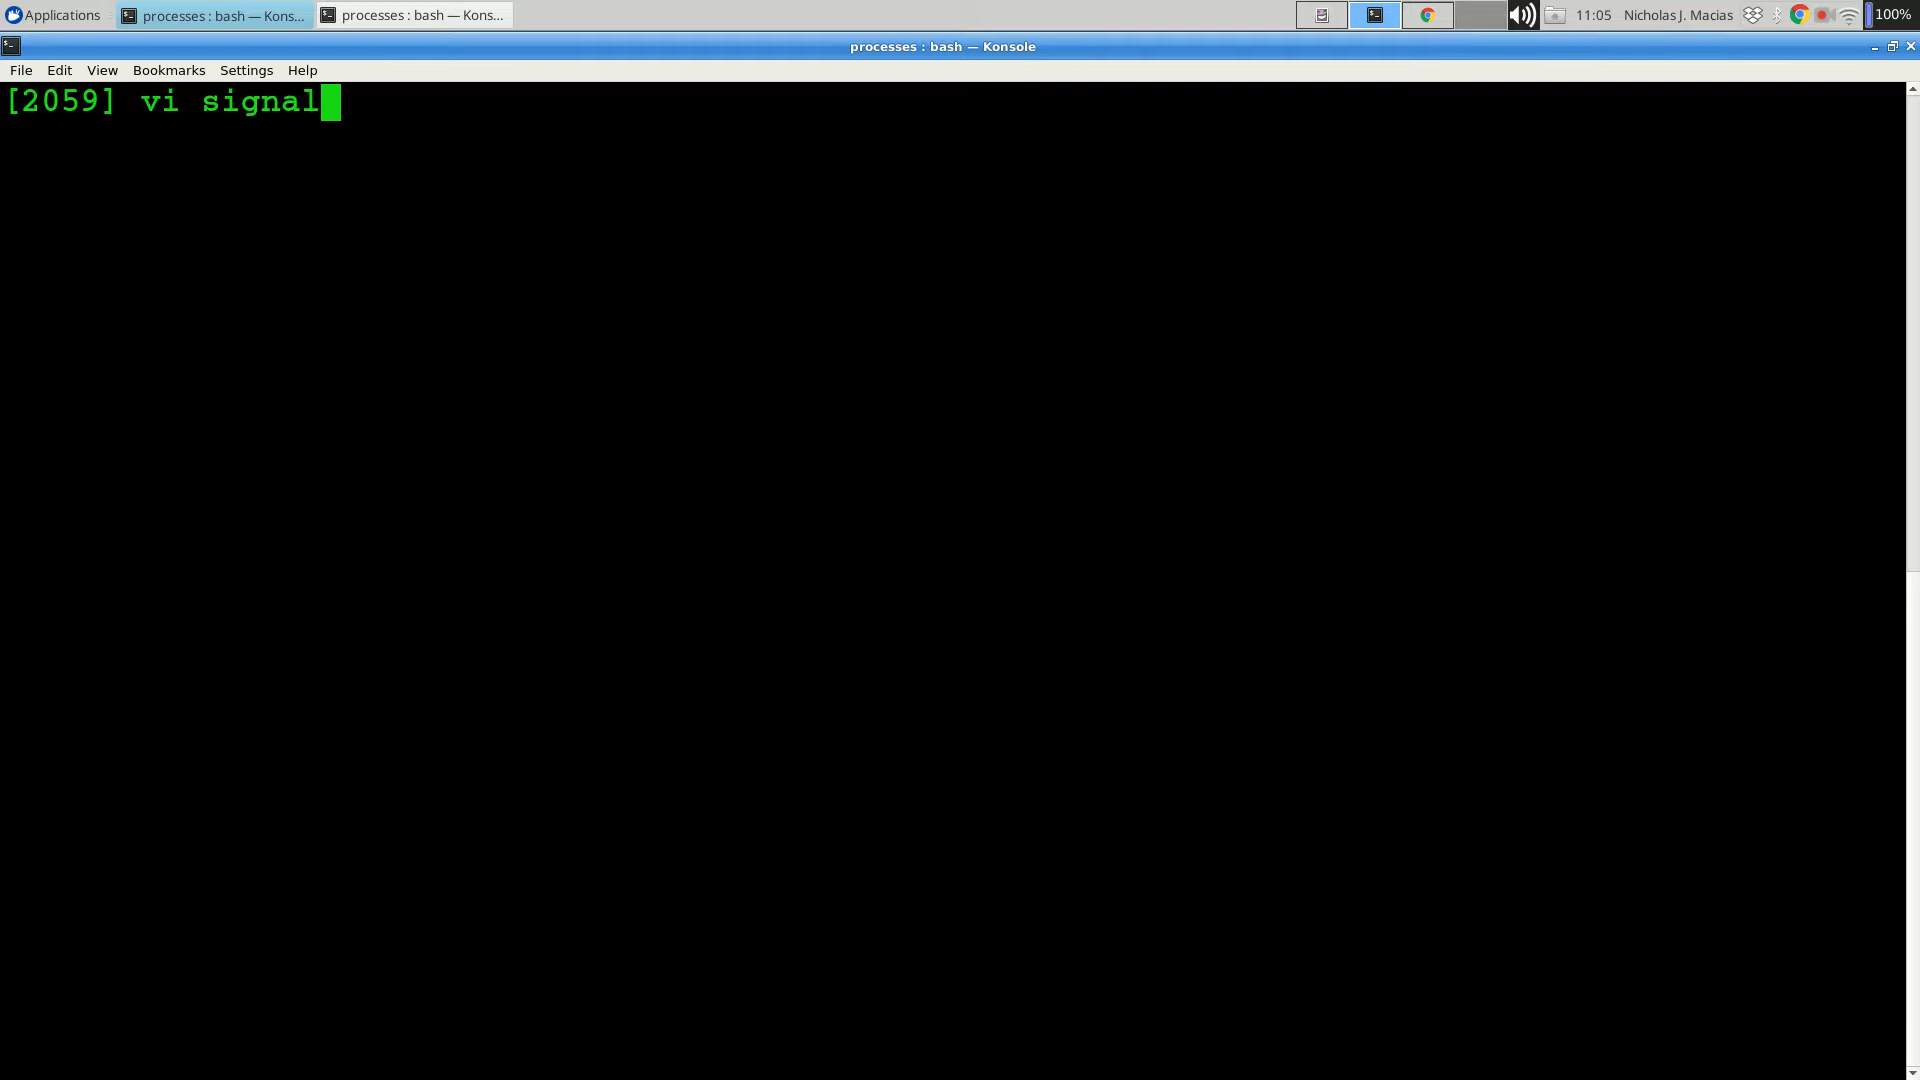 Applications
processes : bash — Kons...
processes : bash — Kons...
11:05
Nicholas J. Macias
100%
processes : bash — Konsole
File Edit View Bookmarks Settings Help
[2059] vi signal